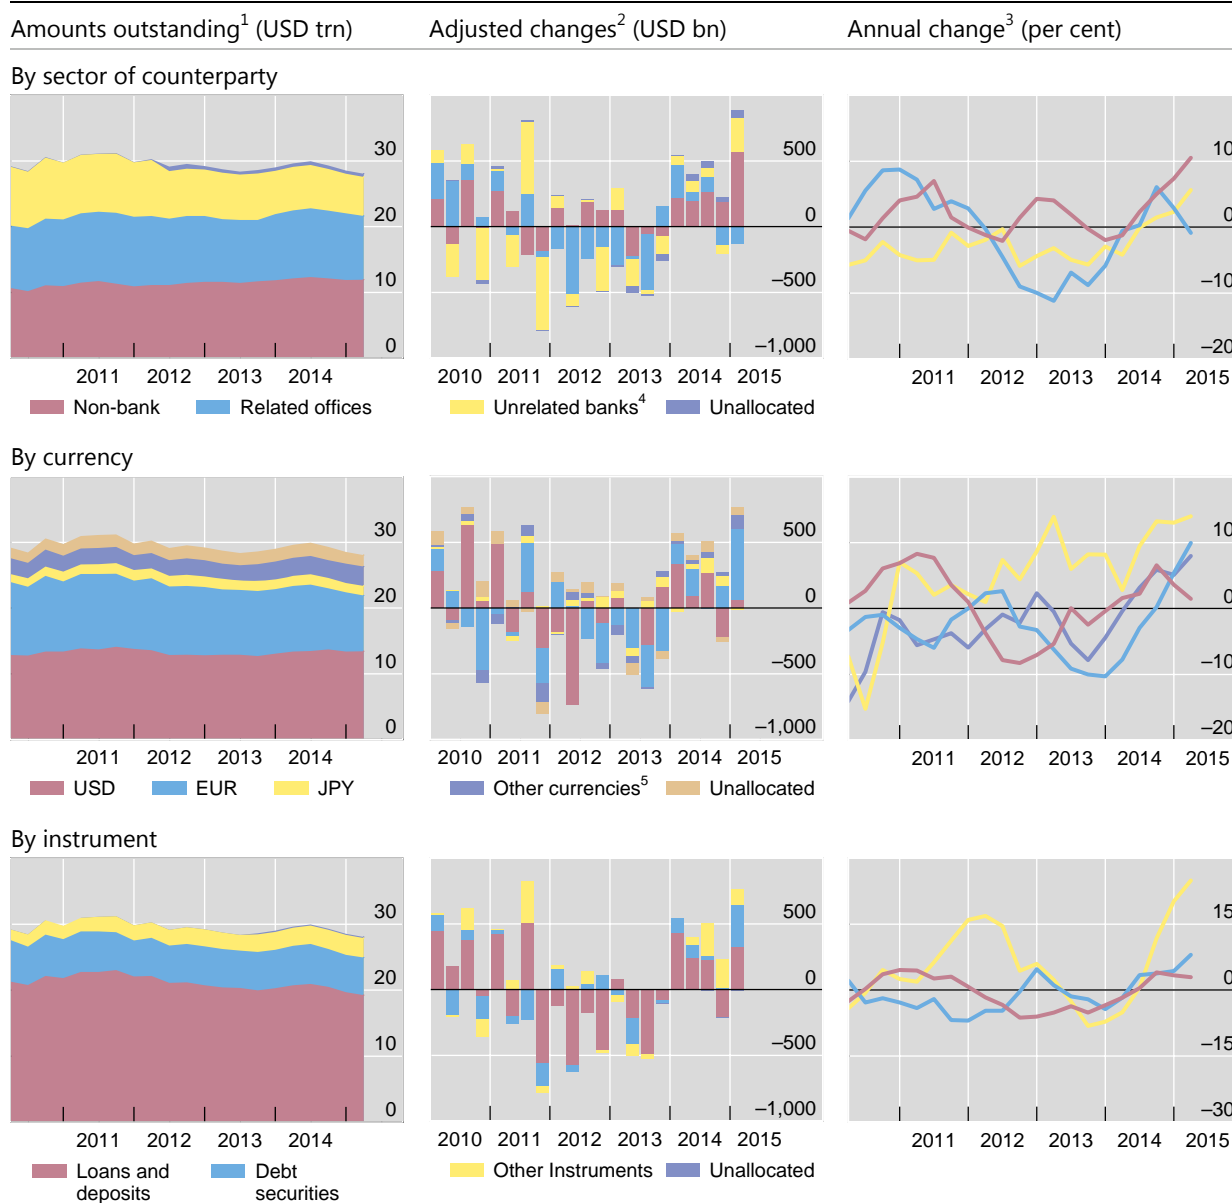 Amounts outstanding1 (USD trn) Adjusted changes2 (USD bn) Annual change3 (per cent)
By sector of counterparty
30
20
10
0
2011 2012 2013 2014
500
0
–500
–1,000
2010 2011 2012 2013 2014 2015
10
0
–10
–20
2011 2012 2013 2014 2015
Non-bank Related offices Unrelated banks4 Unallocated
By currency
30
20
10
0
2011 2012 2013 2014
500
0
–500
–1,000
2010 2011 2012 2013 2014 2015
10
0
–10
–20
2011 2012 2013 2014 2015
USD EUR JPY Other currencies5 Unallocated
By instrument
30
20
10
0
2011 2012 2013 2014
500
0
–500
–1,000
2010 2011 2012 2013 2014 2015
15
0
–15
–30
2011 2012 2013 2014 2015
Loans and deposits Debt securities Other Instruments Unallocated